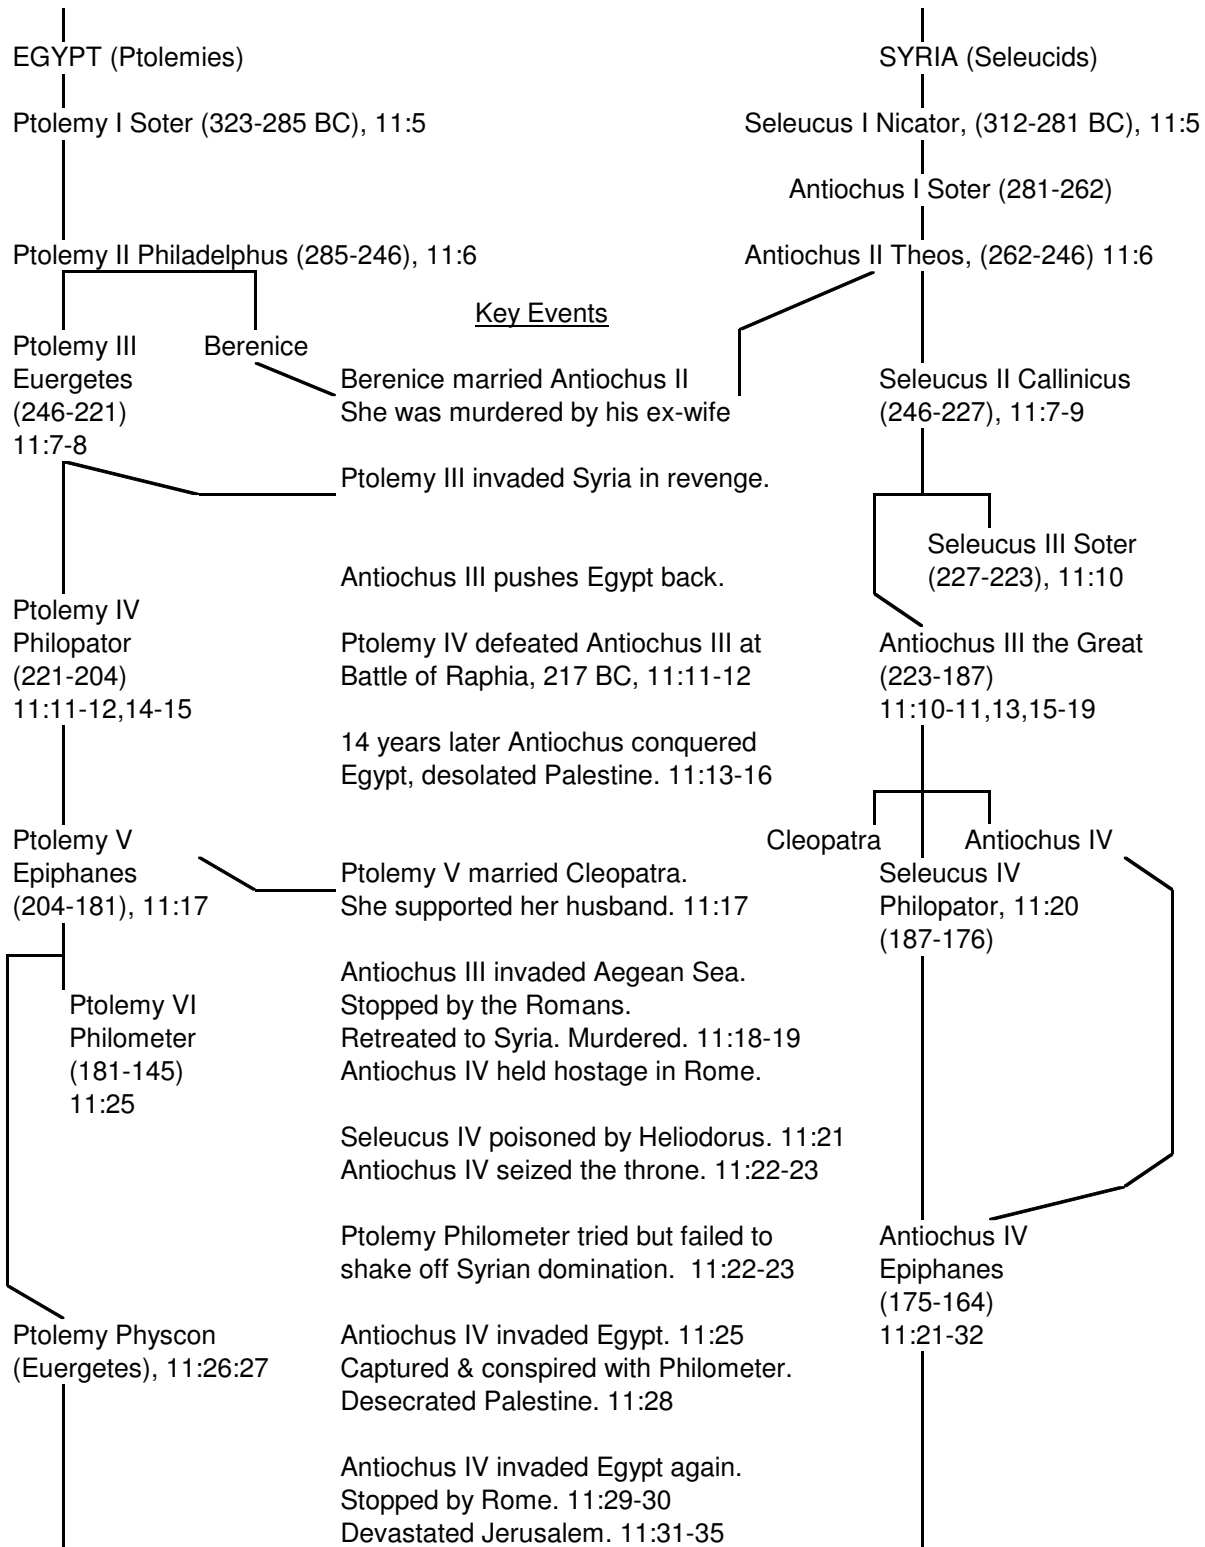 EGYPT (Ptolemies)
SYRIA (Seleucids)
Ptolemy I Soter (323-285 BC), 11:5
Seleucus I Nicator, (312-281 BC), 11:5
Antiochus I Soter (281-262)
Ptolemy II Philadelphus (285-246), 11:6
Antiochus II Theos, (262-246) 11:6
Key Events
Ptolemy III
Euergetes
(246-221)
11:7-8
Berenice
Berenice married Antiochus II
She was murdered by his ex-wife
Seleucus II Callinicus
(246-227), 11:7-9
Ptolemy III invaded Syria in revenge.
Seleucus III Soter
(227-223), 11:10
Antiochus III pushes Egypt back.
Ptolemy IV
Philopator
(221-204)
11:11-12,14-15
Ptolemy IV defeated Antiochus III at
Battle of Raphia, 217 BC, 11:11-12
Antiochus III the Great
(223-187)
11:10-11,13,15-19
14 years later Antiochus conquered
Egypt, desolated Palestine. 11:13-16
Cleopatra
Antiochus IV
Ptolemy V
Epiphanes
(204-181), 11:17
Ptolemy V married Cleopatra.
She supported her husband. 11:17
Seleucus IV
Philopator, 11:20
(187-176)
Ptolemy VI
Philometer
(181-145)
11:25
Antiochus III invaded Aegean Sea.
Stopped by the Romans.
Retreated to Syria. Murdered. 11:18-19
Antiochus IV held hostage in Rome.
Seleucus IV poisoned by Heliodorus. 11:21
Antiochus IV seized the throne. 11:22-23
Ptolemy Philometer tried but failed to
shake off Syrian domination.  11:22-23
Antiochus IV
Epiphanes
(175-164)
11:21-32
Ptolemy Physcon
(Euergetes), 11:26:27
Antiochus IV invaded Egypt. 11:25
Captured & conspired with Philometer.
Desecrated Palestine. 11:28
Antiochus IV invaded Egypt again.
Stopped by Rome. 11:29-30
Devastated Jerusalem. 11:31-35